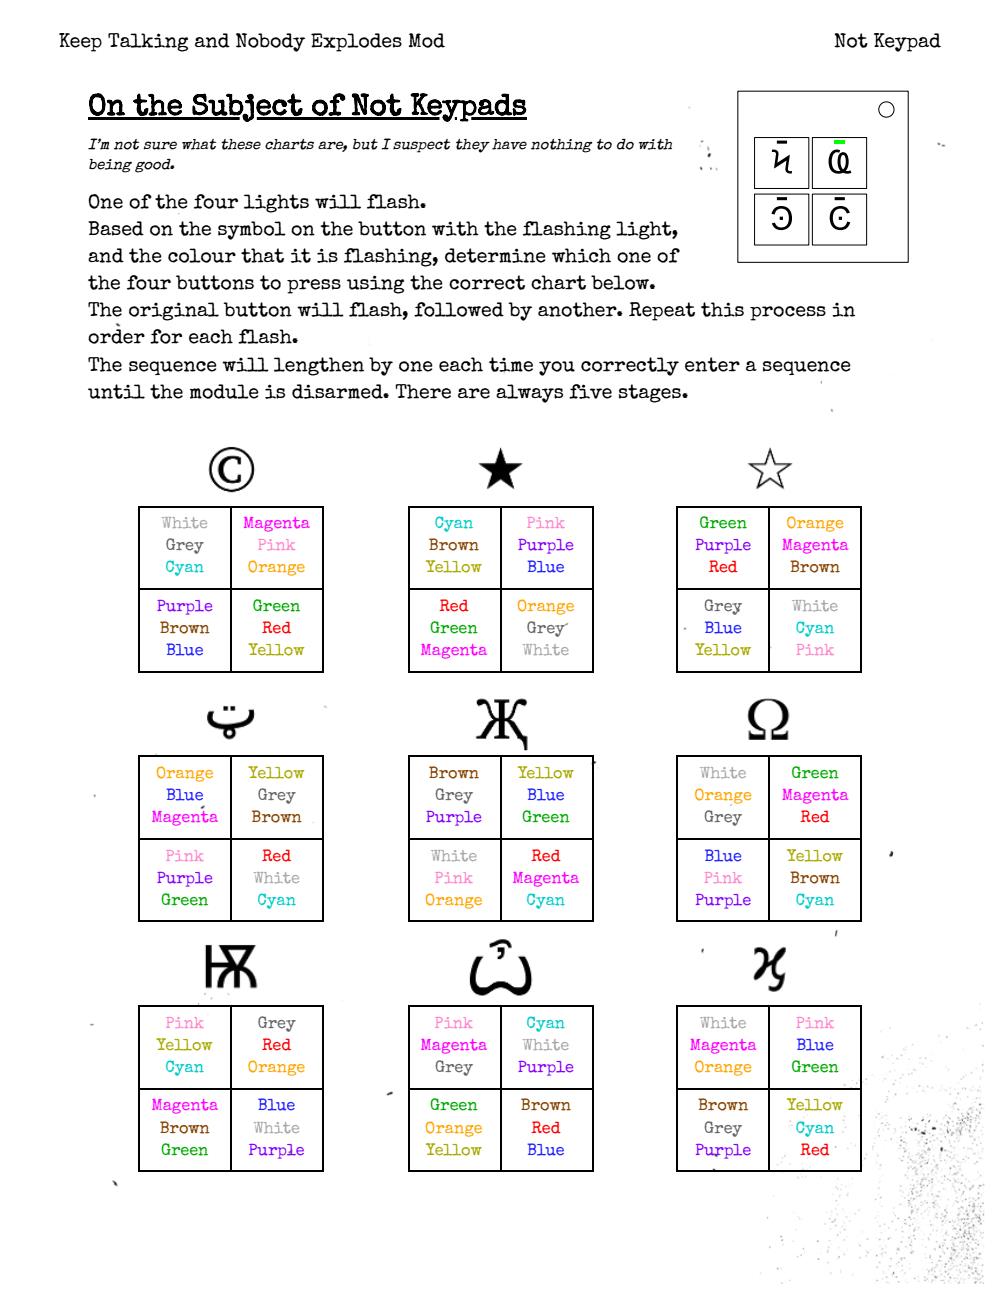 Keep Talking and Nobody Explodes Mod Not Keypad
On the Subject of Not Keypads
I'm not sure what these charts are, but I suspect they have nothing to do with
being good.
One of the four lights will flash.
Based on the symbol on the button with the flashing light,
and the colour that it is flashing, determine which one of
the four buttons to press using the correct chart below.
The original button will flash, followed by another. Repeat this process in
order for each flash.
The sequence will lengthen by one each time you correctly enter a sequence
until the module is disarmed. There are always five stages.
Ϟ Ҩ
Ͽ Ͼ
© ★ ☆
White Magenta Cyan Pink Green Orange
Grey Pink Brown Purple Purple Magenta
Cyan Orange Yellow Blue Red Brown
Purple Green Red Orange Grey White
Brown Red Green Grey Blue Cyan
Blue Yellow Magenta White Yellow Pink
ټ Җ Ω
Orange Yellow Brown Yellow White Green
Blue Grey Grey Blue Orange Magenta
Magenta Brown Purple Green Grey Red
Pink Red White Red Blue Yellow
Purple White Pink Magenta Pink Brown
Green Cyan Orange Cyan Purple Cyan
Ѭ Ѽ ϗ
Pink Grey Pink Cyan White Pink
Yellow Red Magenta White Magenta Blue
Cyan Orange Grey Purple Orange Green
Magenta Blue Green Brown Brown Yellow
Brown White Orange Red Grey Cyan
Green Purple Yellow Blue Purple Red